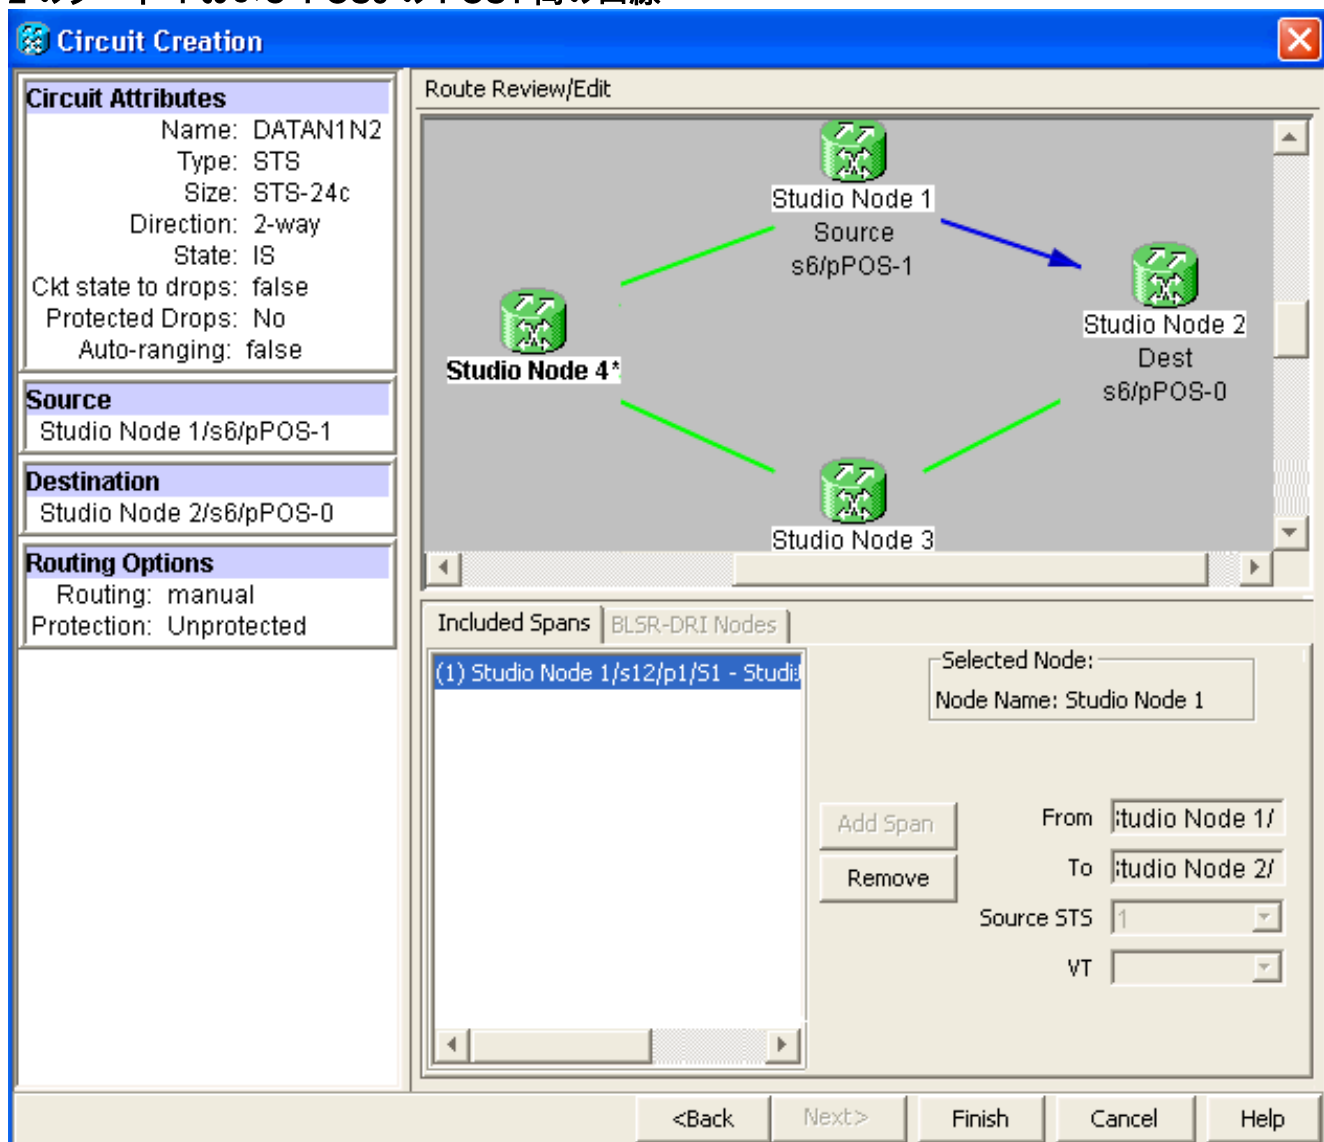 Circuit Creation
Circuit Attributes
Name: DATAN1N2
Type: STS
Size: STS-24c
Direction: 2-way
State: IS
Ckt state to drops: false
Protected Drops: No
Auto-ranging: false
Source
Studio Node 1/s6/pPOS-1
Destination
Studio Node 2/s6/pPOS-0
Routing Options
Routing: manual
Protection: Unprotected
Route Review/Edit
Studio Node 1
Source
s6/pPOS-1
Studio Node 2
Dest
s6/pPOS-0
Studio Node 4*
Studio Node 3
Included Spans
BLSR-DRI Nodes
(1) Studio Node 1/s12/p1/S1 - Studi
Selected Node:
Node Name: Studio Node 1
Add Span
Remove
From
tudio Node 1/
To
tudio Node 2/
Source STS
1
VT
<Back
Next>
Finish
Cancel
Help